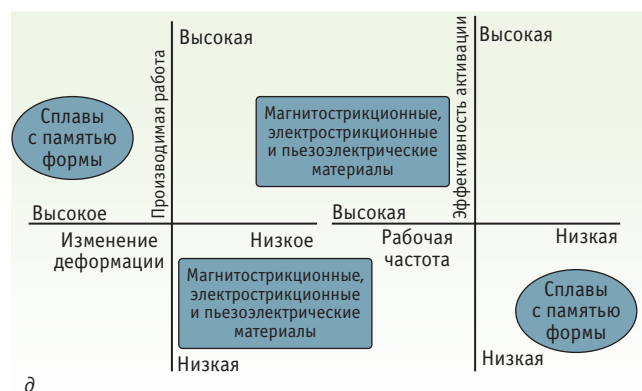 Высокая
Производимая работа
Сплавы
с памятью
формы
Высокое
Изменение
деформации
Низкое
Магнитострикционные,
электрострикционные
и пьезоэлектрические
материалы
Низкая
Высокая
Эффективность активации
Магнитострикционные,
электрострикционные
и пьезоэлектрические
материалы
Высокая
Рабочая
частота
Низкая
Сплавы
с памятью
формы
Низкая
д